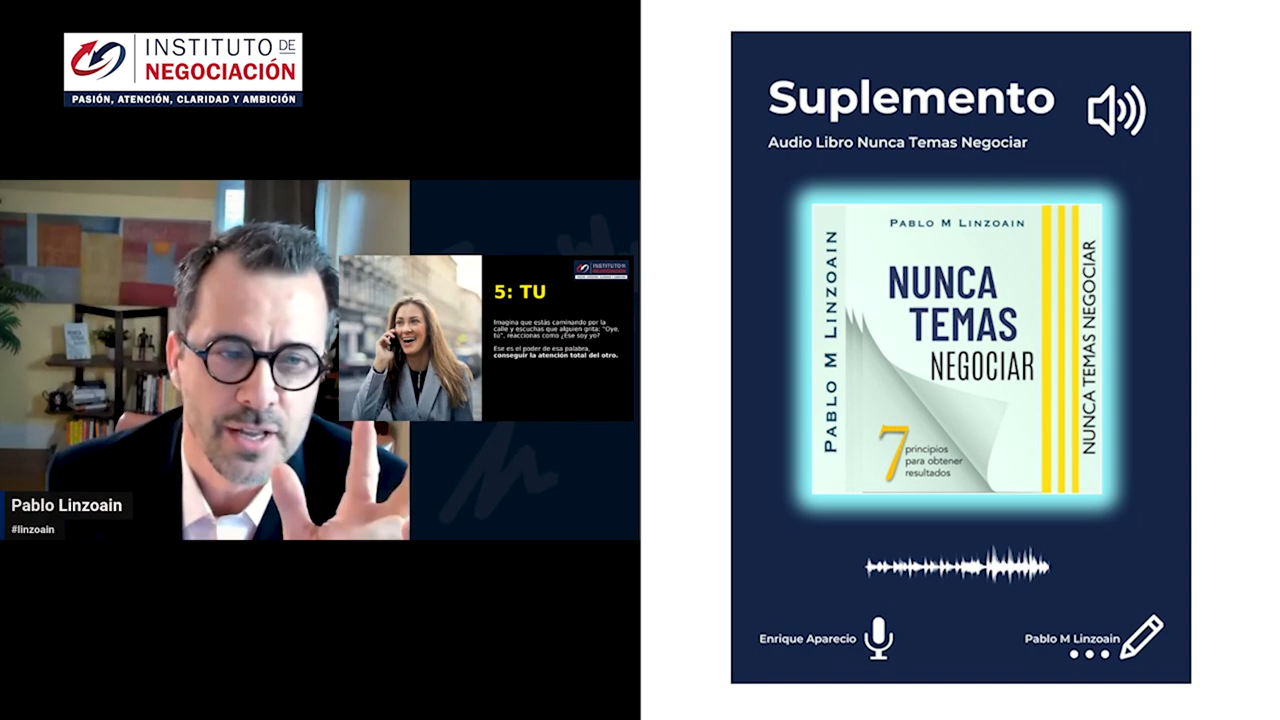 INSTITUTO DE
NEGOCIACIÓN
PASIÓN, ATENCIÓN, CLARIDAD Y AMBICIÓN
5: TU
Imagina que estás caminando por la
calle y escuchas que alguien grita: "Oye,
tú", reaccionas como ¿Ese soy yo?
Ese es el poder de esa palabra,
conseguir la atención total del otro.
Pablo Linzoain
#linzoain
Suplemento
Audio Libro Nunca Temas Negociar
PABLO M LINZOAIN
PABLO M LINZOAIN
NUNCA
TEMAS
NEGOCIAR
7 principios
para obtener
resultados
NUNCA TEMAS NEGOCIAR
Enrique Aparicio
Pablo M Linzoain